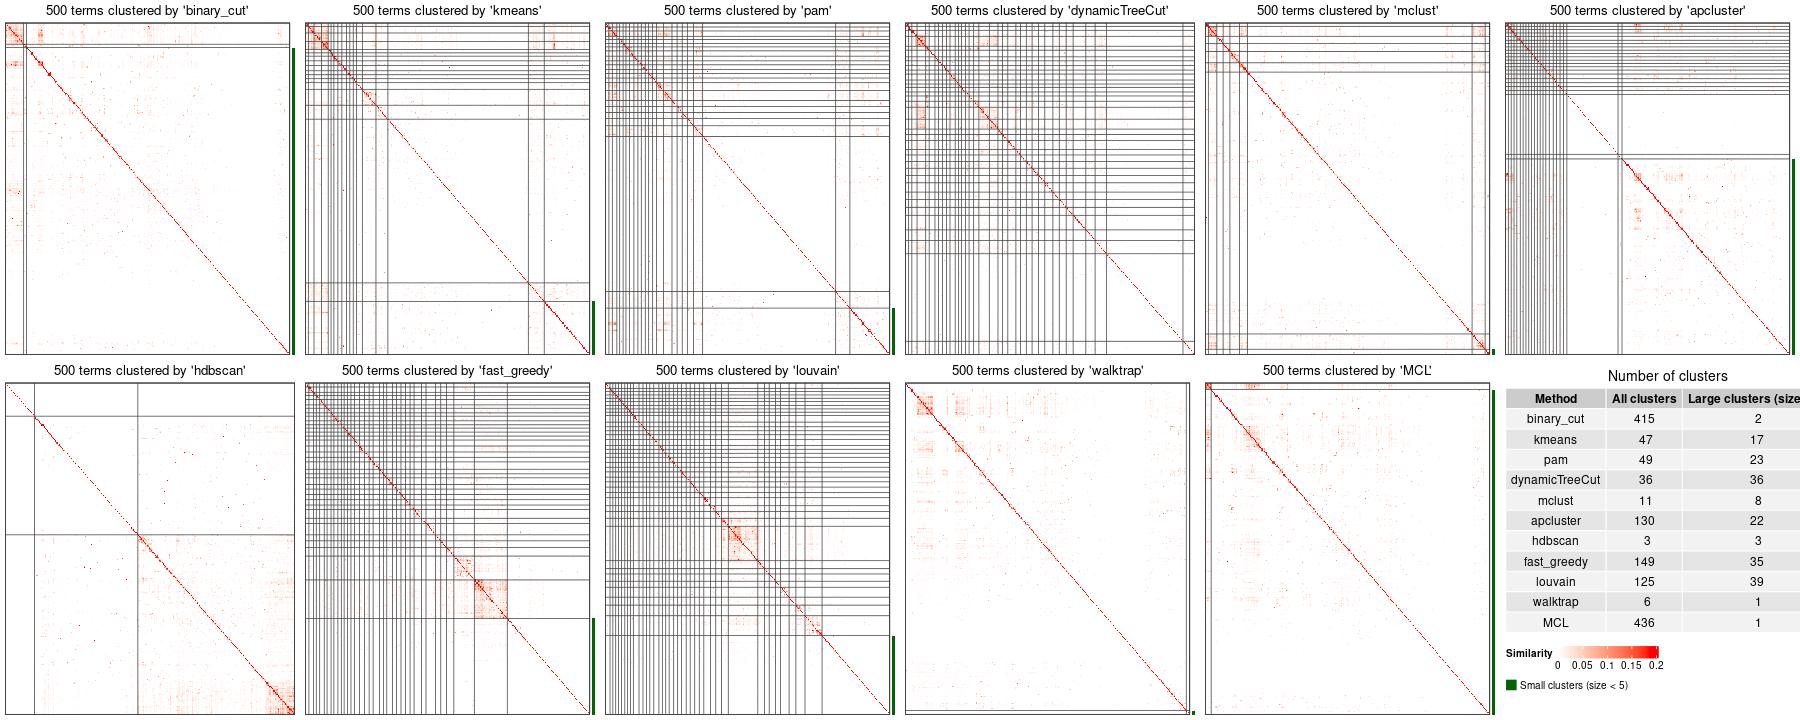 500 terms clustered by 'binary_cut'
500 terms clustered by 'kmeans'
500 terms clustered by 'pam'
500 terms clustered by 'dynamicTreeCut'
500 terms clustered by 'mclust'
500 terms clustered by 'apcluster'
500 terms clustered by 'hdbscan'
500 terms clustered by 'fast_greedy'
500 terms clustered by 'louvain'
500 terms clustered by 'walktrap'
500 terms clustered by 'MCL'
Number of clusters
Method All clusters Large clusters (size
binary_cut 415 2
kmeans 47 17
pam 49 23
dynamicTreeCut 36 36
mclust 11 8
apcluster 130 22
hdbscan 3 3
fast_greedy 149 35
louvain 125 39
walktrap 6 1
MCL 436 1
Similarity
0 0.05 0.1 0.15 0.2
Small clusters (size < 5)